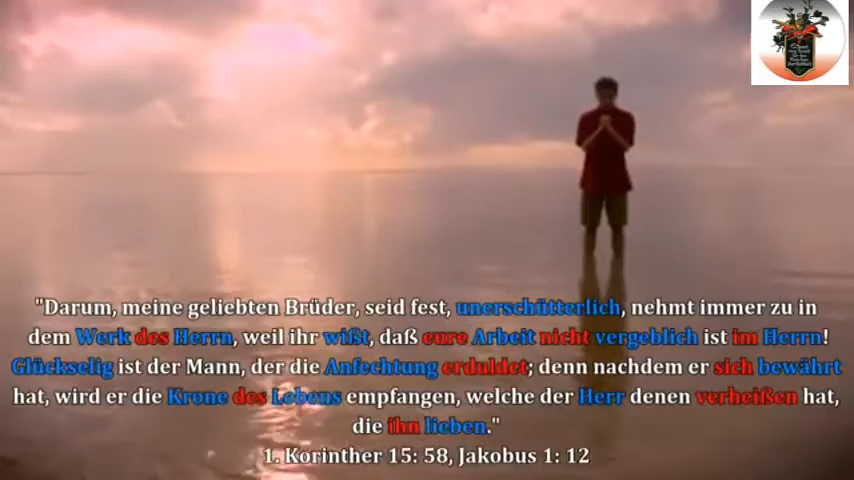 "Darum, meine geliebten Brüder, seid fest, unerschütterlich, nehmt immer zu in
dem Werk des Herrn, weil ihr wißt, daß eure Arbeit nicht vergeblich ist im Herrn!
Glückselig ist der Mann, der die Anfechtung erduldet; denn nachdem er sich bewährt
hat, wird er die Krone des Lebens empfangen, welche der Herr denen verheißen hat,
die ihn lieben."
1. Korinther 15: 58, Jakobus 1: 12